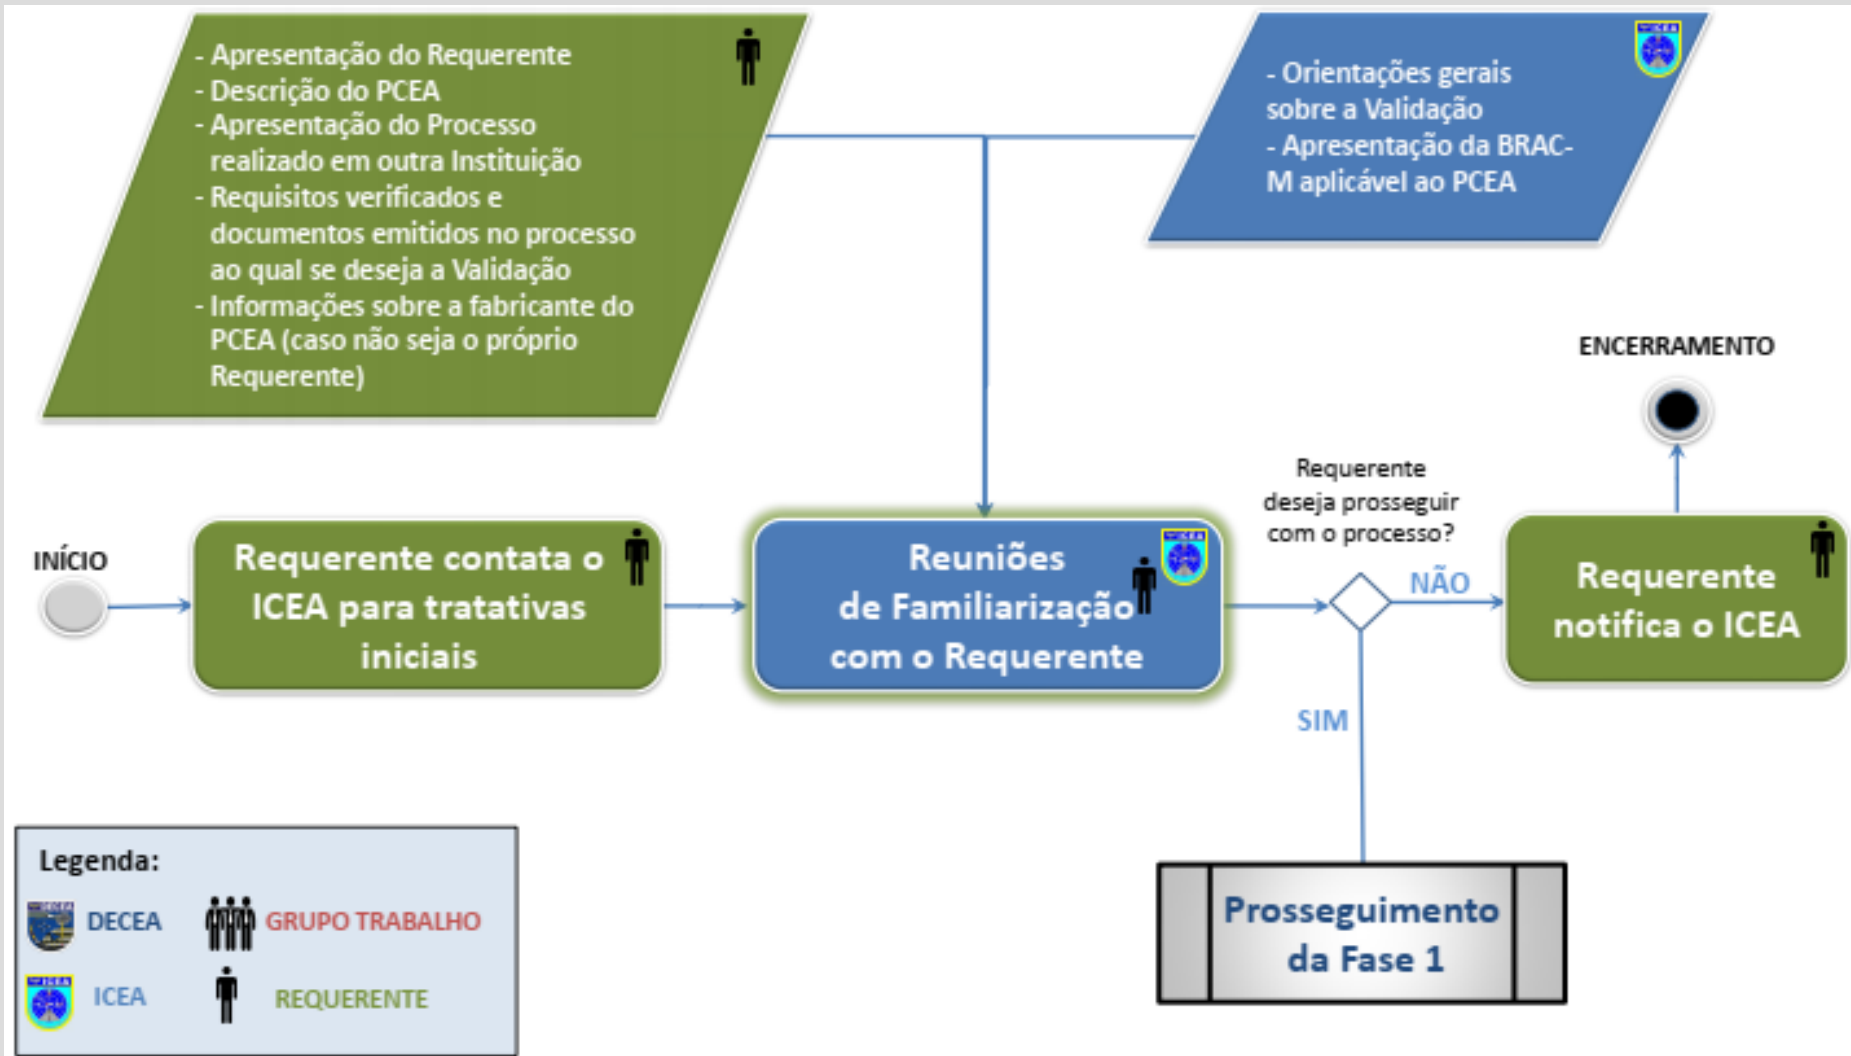 - Apresentação do Requerente
- Descrição do PCEA
- Apresentação do Processo
realizado em outra Instituição
- Requisitos verificados e
documentos emitidos no processo
ao qual se deseja a Validação
- Informações sobre a fabricante do
PCEA (caso não seja o próprio
Requerente)
- Orientações gerais
sobre a Validação
- Apresentação da BRAC-
M aplicável ao PCEA
ENCERRAMENTO
INÍCIO
Requerente contata o
ICEA para tratativas
iniciais
Reuniões
de Familiarização
com o Requerente
Requerente
deseja prosseguir
com o processo?
NÃO
SIM
Requerente
notifica o ICEA
Prosseguimento
da Fase 1
Legenda:
DECEA
GRUPO TRABALHO
ICEA
REQUERENTE